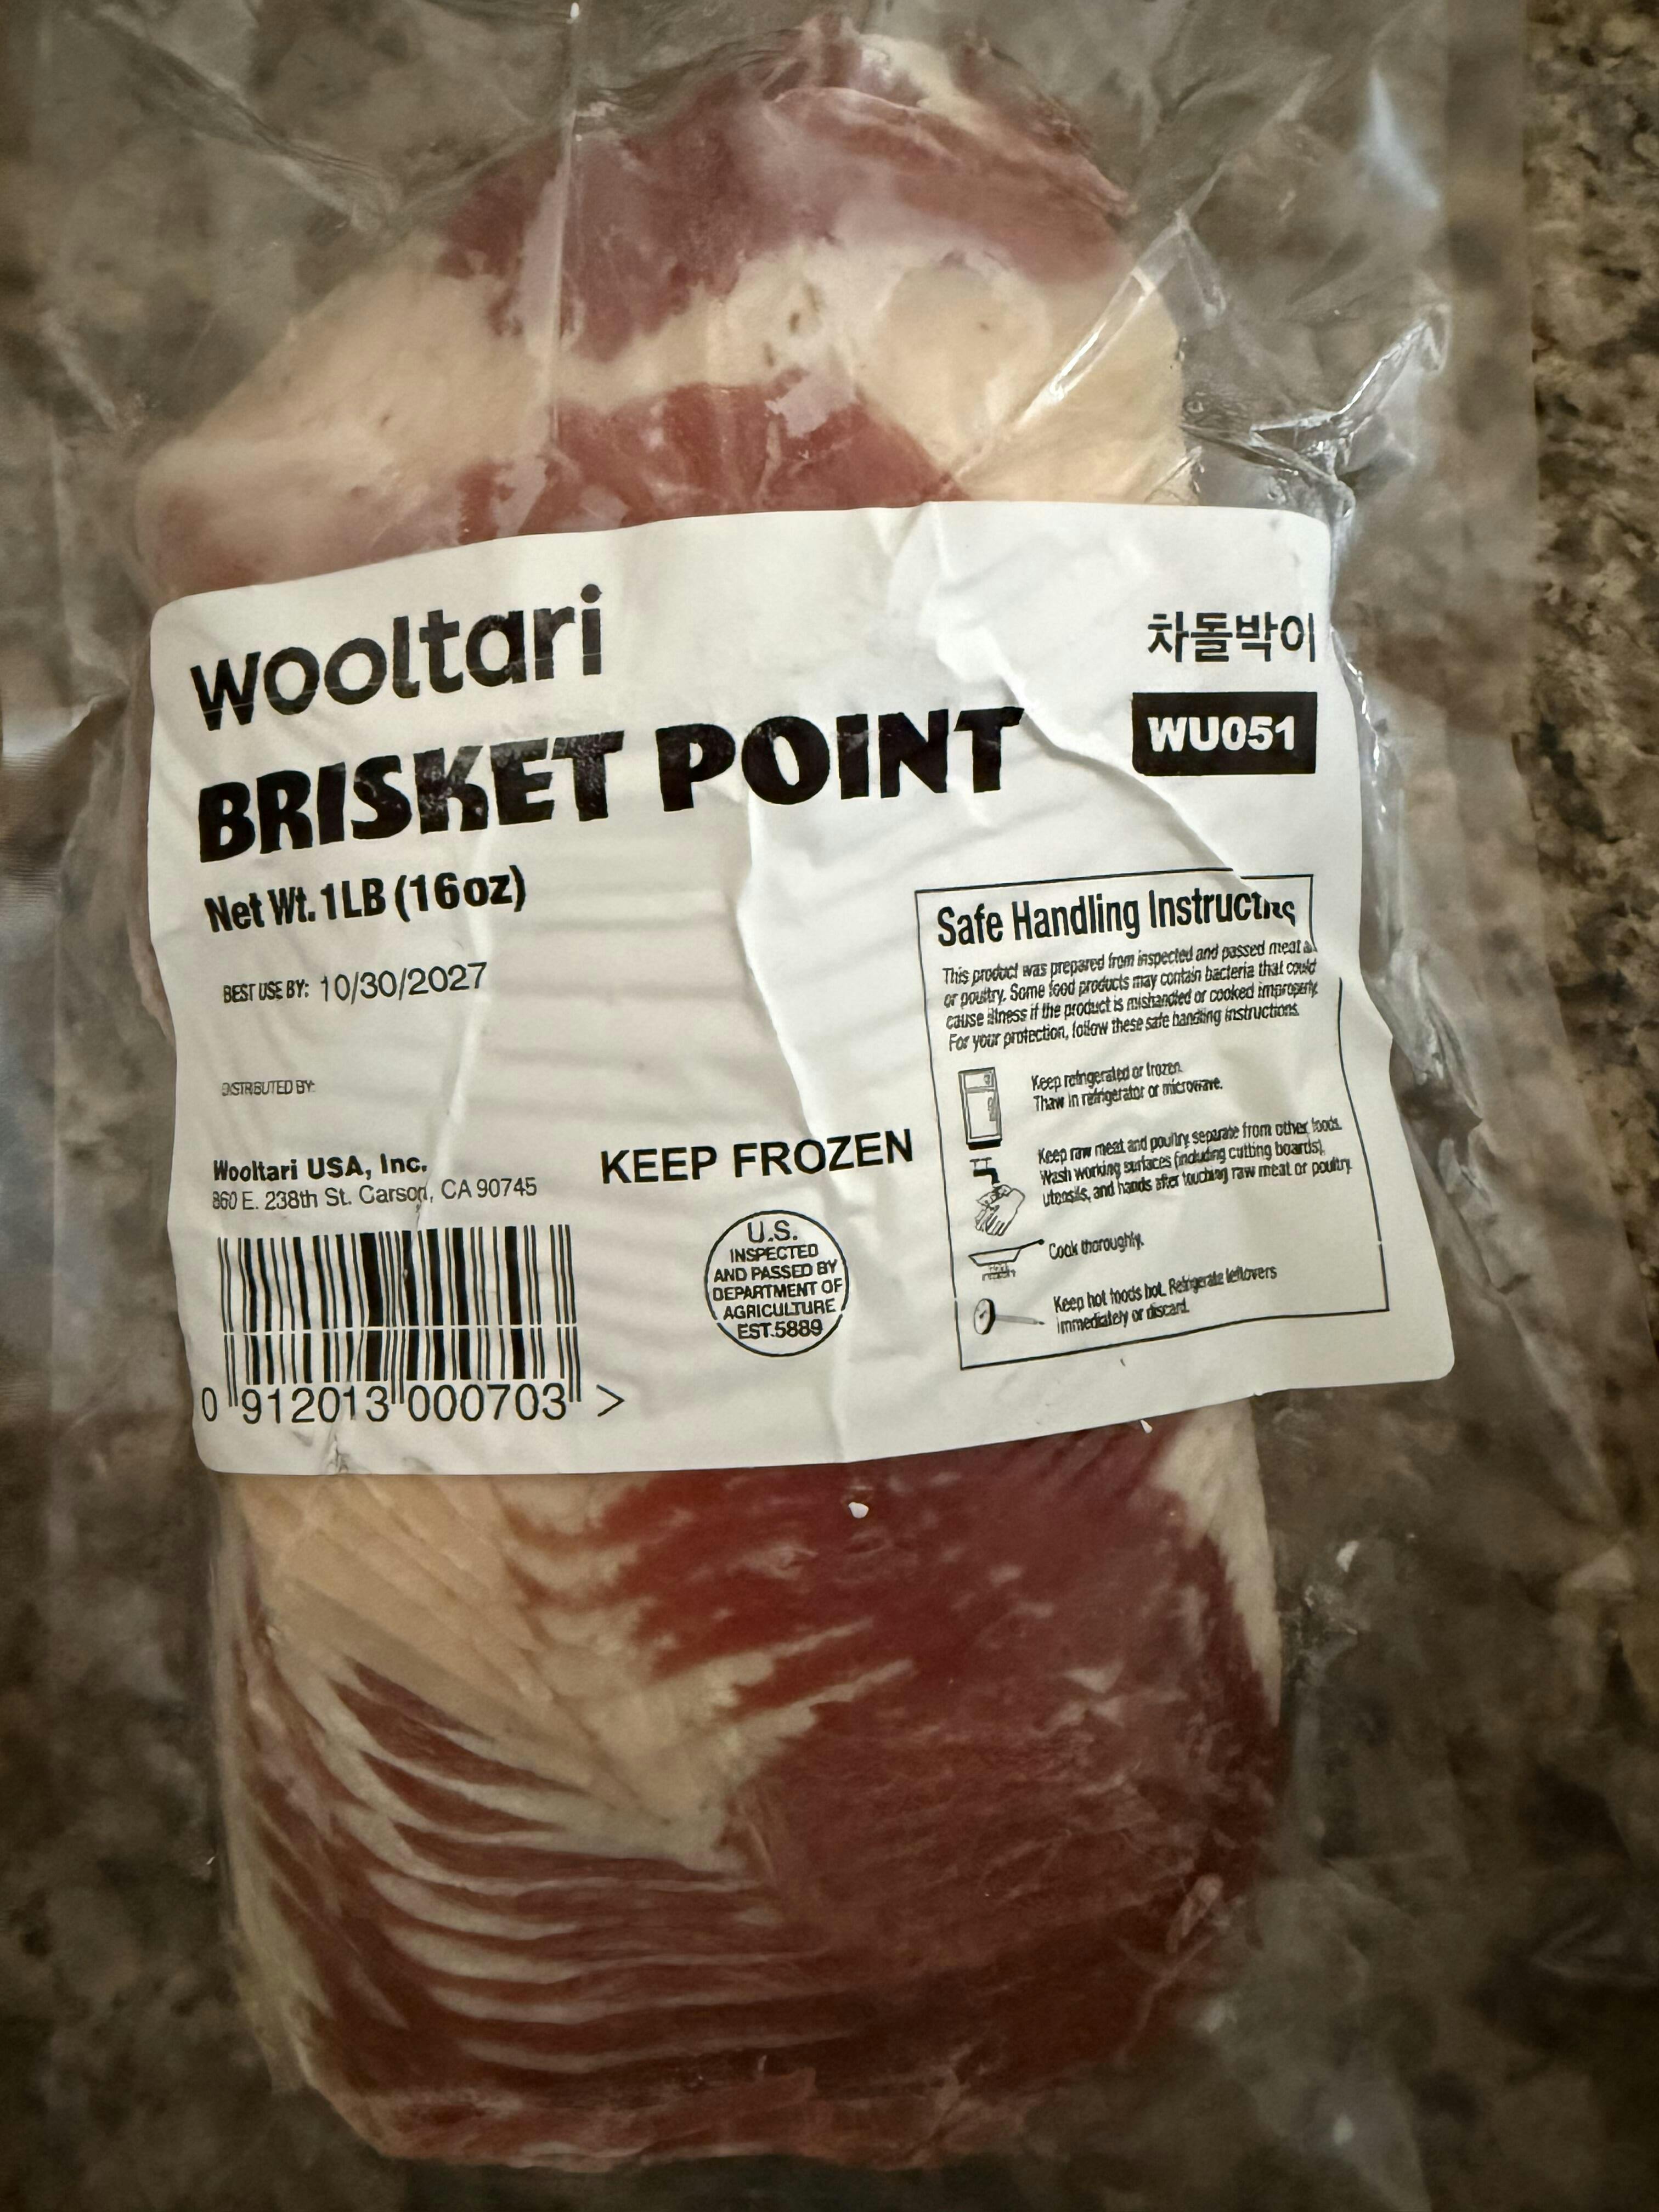 wooltari
차돌박이
BRISKET POINT
WU051
Net Wt. 1LB (16oz)
BEST USE BY: 10/30/2027
DISTRIBUTED BY:
Wooltari USA, Inc.
860 E. 238th St. Carson, CA 90745
0 912013 000703 >
KEEP FROZEN
U.S.
INSPECTED
AND PASSED BY
DEPARTMENT OF
AGRICULTURE
EST.5889
Safe Handling
This product was prepared from inspected and passed meat
or poultry. Some food products may contain bacteria that could
cause illness if the product is mishandled or cooked improperly.
For your protection, follow these safe handling instructions.
Keep refrigerated or frozen.
Thaw in refrigerator or microwave.
Keep raw meat and poultry separate from other foods.
Wash working surfaces (including cutting boards),
utensils, and hands after touching raw meat or poultry.
Cook thoroughly.
Keep hot foods hot. Refrigerate leftovers
immediately or discard.